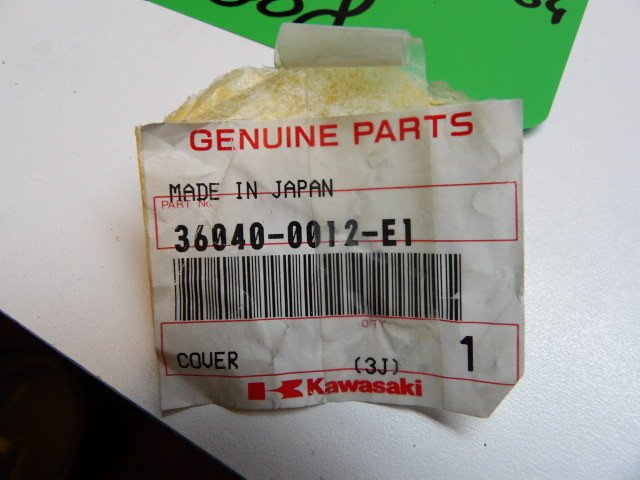 GENUINE PARTS
MADE IN JAPAN
PART No.
36040-0012-E1
QTY
COVER (3J) 1
Kawasaki